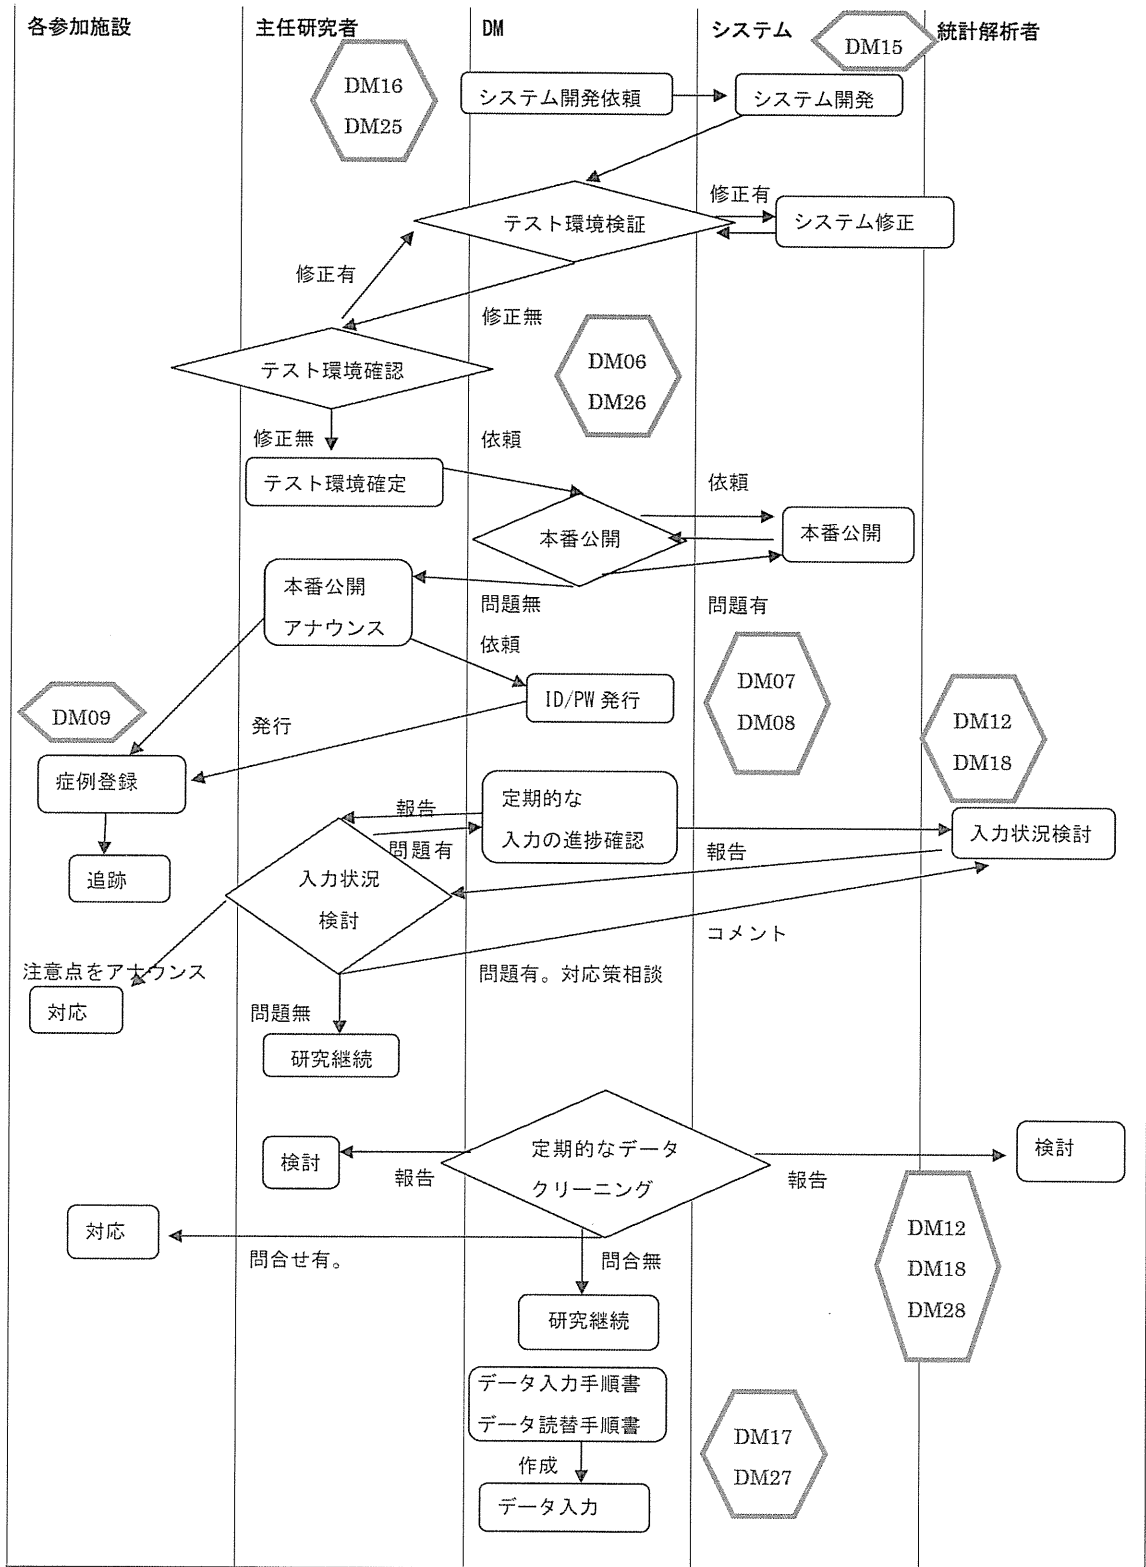 各参加施設
主任研究者
DM
システム
DM15
統計解析者
DM16
DM25
システム開発依頼
システム開発
テスト環境検証
修正有
システム修正
修正有
修正無
テスト環境確認
DM06
DM26
修正無
依頼
テスト環境確定
依頼
本番公開
本番公開
本番公開
アナウンス
問題無
問題有
依頼
ID/PW 発行
DM07
DM08
DM09
発行
DM12
DM18
症例登録
定期的な
入力の進捗確認
報告
問題有
報告
入力状況検討
追跡
入力状況
検討
コメント
注意点をアナウンス
問題有。対応策相談
対応
問題無
研究継続
定期的なデータ
クリーニング
検討
報告
報告
検討
対応
問合せ有。
問合無
DM12
DM18
DM28
研究継続
データ入力手順書
データ読替手順書
DM17
DM27
作成
データ入力